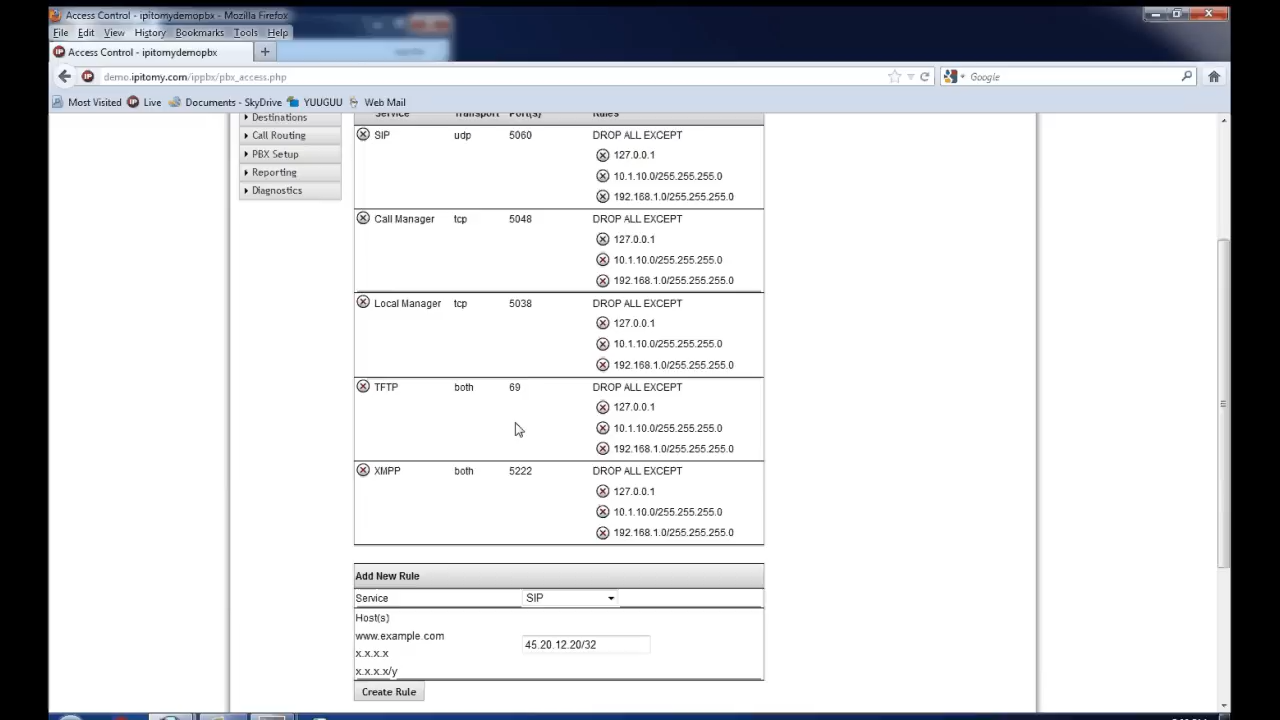 Access Control - ipitomydemopbx - Mozilla Firefox
File Edit View History Bookmarks Tools Help
Access Control - ipitomydemopbx
demo.ipitomy.com/ippbx/pbx_access.php
Google
Most Visited Live Documents - SkyDrive YUUGUU Web Mail
Destinations
Call Routing
PBX Setup
Reporting
Diagnostics
Service Transport Port(s) Rules
SIP udp 5060 DROP ALL EXCEPT
127.0.0.1
10.1.10.0/255.255.255.0
192.168.1.0/255.255.255.0
Call Manager tcp 5048 DROP ALL EXCEPT
127.0.0.1
10.1.10.0/255.255.255.0
192.168.1.0/255.255.255.0
Local Manager tcp 5038 DROP ALL EXCEPT
127.0.0.1
10.1.10.0/255.255.255.0
192.168.1.0/255.255.255.0
TFTP both 69 DROP ALL EXCEPT
127.0.0.1
10.1.10.0/255.255.255.0
192.168.1.0/255.255.255.0
XMPP both 5222 DROP ALL EXCEPT
127.0.0.1
10.1.10.0/255.255.255.0
192.168.1.0/255.255.255.0
Add New Rule
Service SIP
Host(s)
www.example.com
x.x.x.x
x.x.x.x/y
45.20.12.20/32
Create Rule